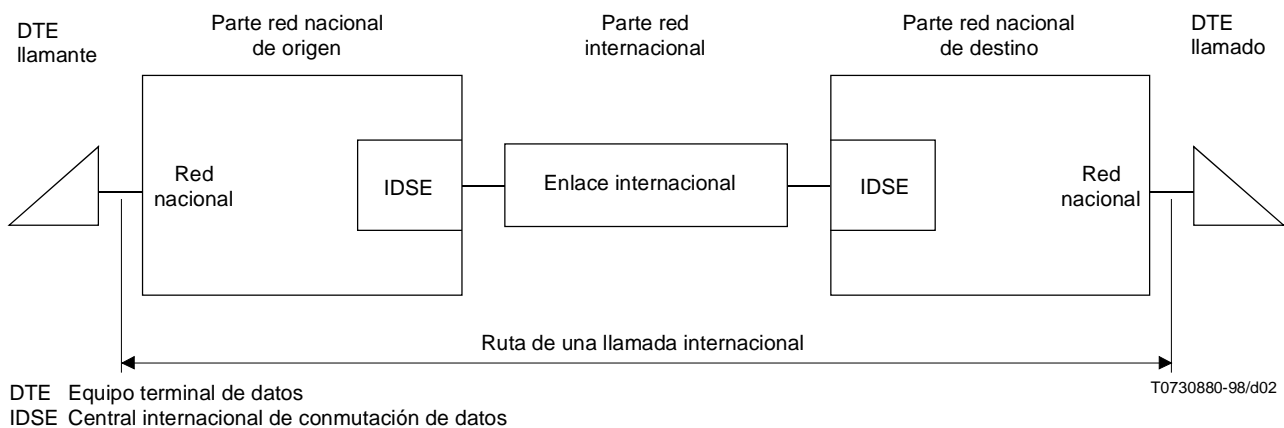 DTE
llamante
Parte red nacional
de origen
Parte red
internacional
Parte red nacional
de destino
DTE
llamado
Red
nacional
IDSE
Enlace internacional
IDSE
Red
nacional
Ruta de una llamada internacional
T0730880-98/d02
DTE Equipo terminal de datos
IDSE Central internacional de conmutación de datos